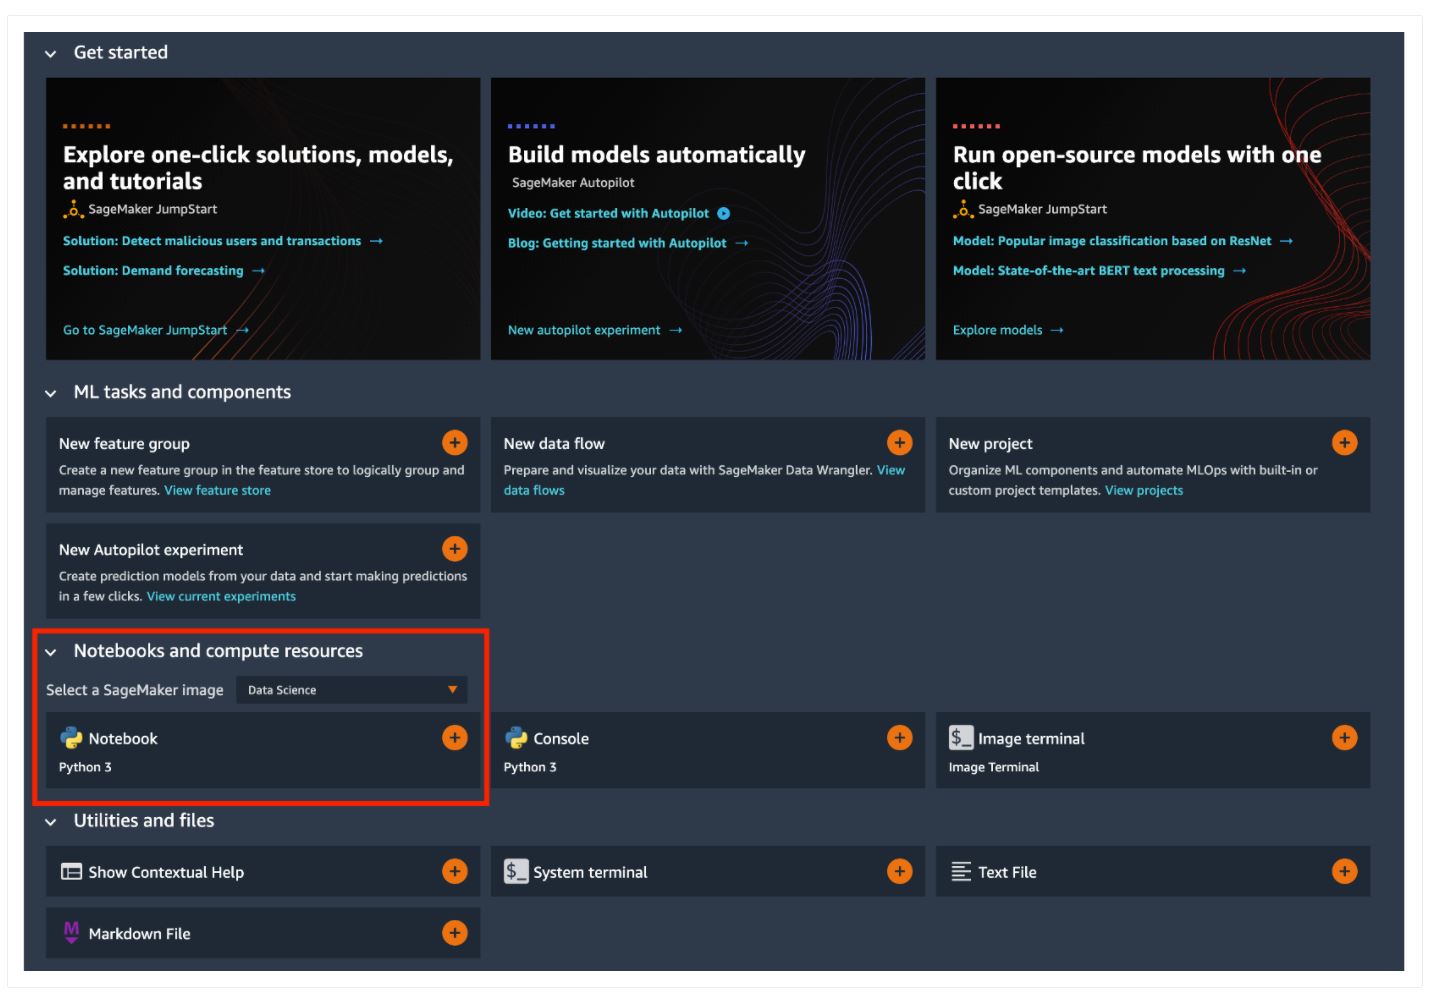 Get started
Explore one-click solutions, models,
and tutorials
SageMaker JumpStart
Solution: Detect malicious users and transactions →
Solution: Demand forecasting →
Go to SageMaker JumpStart →
Build models automatically
SageMaker Autopilot
Video: Get started with Autopilot
Blog: Getting started with Autopilot →
New autopilot experiment →
Run open-source models with one
click
SageMaker JumpStart
Model: Popular image classification based on ResNet →
Model: State-of-the-art BERT text processing →
Explore models →
ML tasks and components
New feature group
Create a new feature group in the feature store to logically group and
manage features. View feature store
New data flow
Prepare and visualize your data with SageMaker Data Wrangler. View
data flows
New project
Organize ML components and automate MLOps with built-in or
custom project templates. View projects
New Autopilot experiment
Create prediction models from your data and start making predictions
in a few clicks. View current experiments
Notebooks and compute resources
Select a SageMaker image Data Science
Notebook
Python 3
Console
Python 3
$_ Image terminal
Image Terminal
Utilities and files
Show Contextual Help
$_ System terminal
Text File
M Markdown File